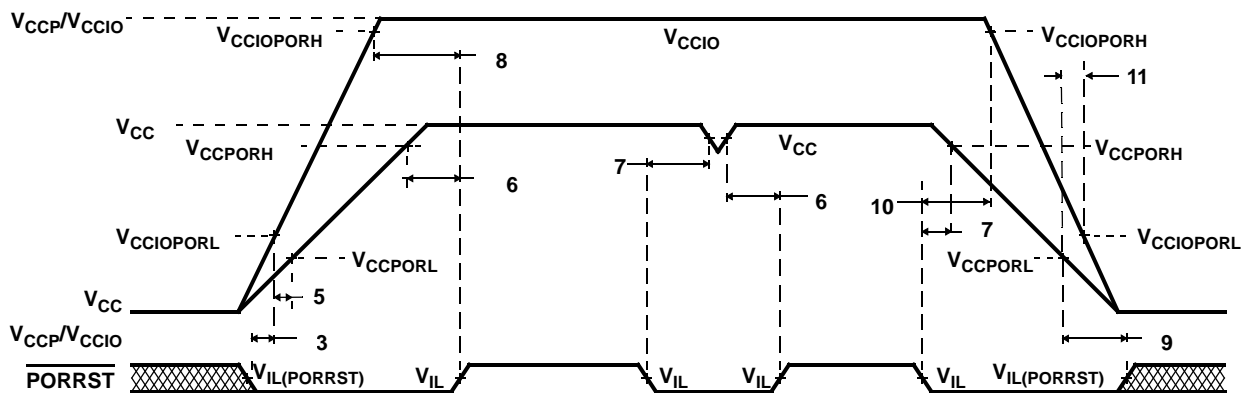 VCCP/VCCIO
VCCIOPORH
VCCIO
VCCIOPORH
8
11
VCC
VCCPORH
VCC
VCCPORH
7
6
6
10
7
VCCIOPORL
VCCPORL
VCCPORL
VCCIOPORL
VCC
5
VCCP/VCCIO
3
9
PORRST
VIL(PORRST)
VIL
VIL
VIL
VIL
VIL(PORRST)